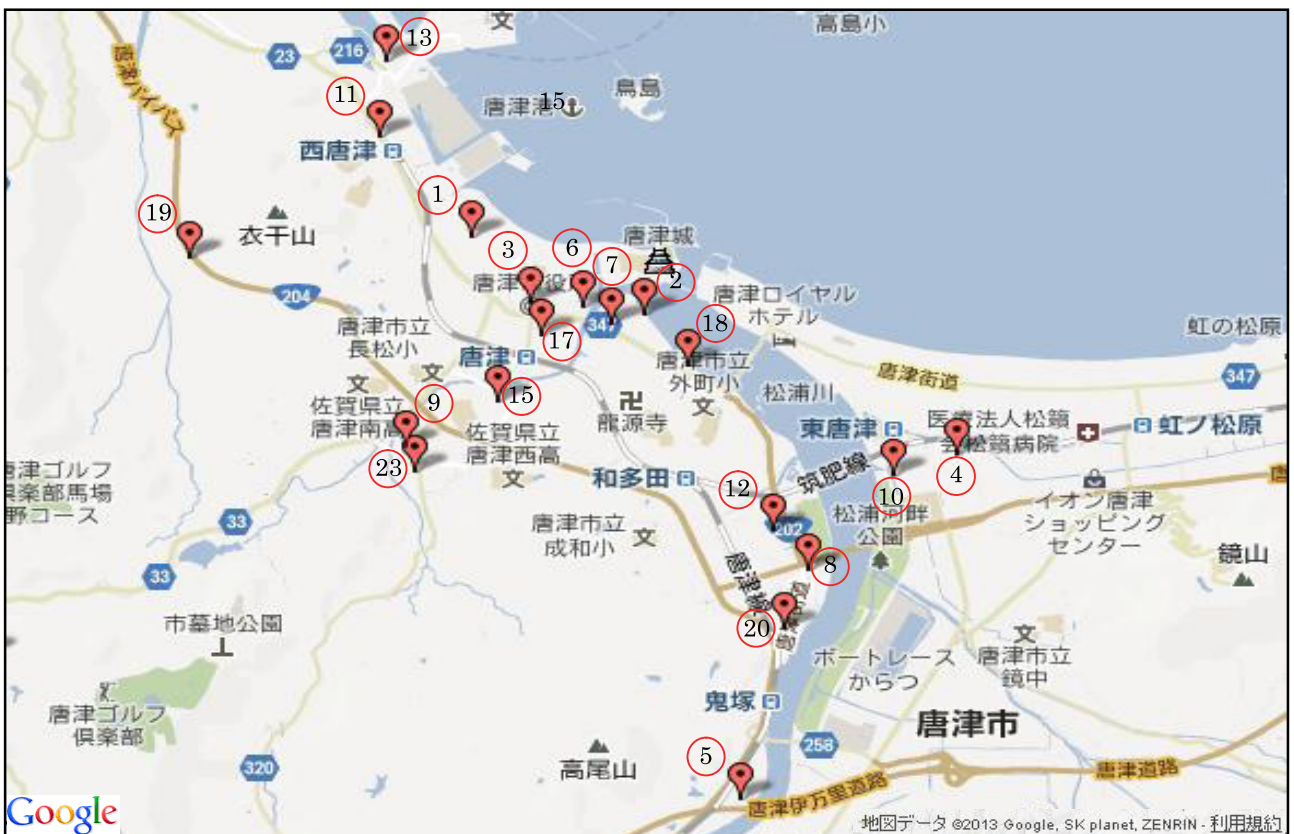 高島小
文
13
216
23
唐津バイパス
11
唐津港
15
鳥島
西唐津
1
19
衣干山
3
6
7
唐津城
2
唐津ロイヤル
ホテル
204
17
347
18
虹の松原
唐津市立
長松小
唐津
唐津市立
外町小
唐津街道
347
文
文
15
9
佐賀県立
唐津南高
佐賀県立
唐津西高
文
卍
龍源寺
文
松浦川
東唐津
医療法人松籟
会松籟病院
虹ノ松原
4
23
和多田
筑肥線
10
12
唐津ゴルフ
倶楽部馬場
野コース
33
唐津市立
成和小
文
202
松浦河畔
公園
イオン唐津
ショッピング
センター
鏡山
33
8
唐津線
20
市墓地公園
文
唐津市立
鏡中
ボートレース
からつ
唐津ゴルフ
倶楽部
鬼塚
唐津市
258
5
320
高尾山
唐津道路
唐津伊万里道路
Google
地図データ ©2013 Google, SK planet, ZENRIN - 利用規約